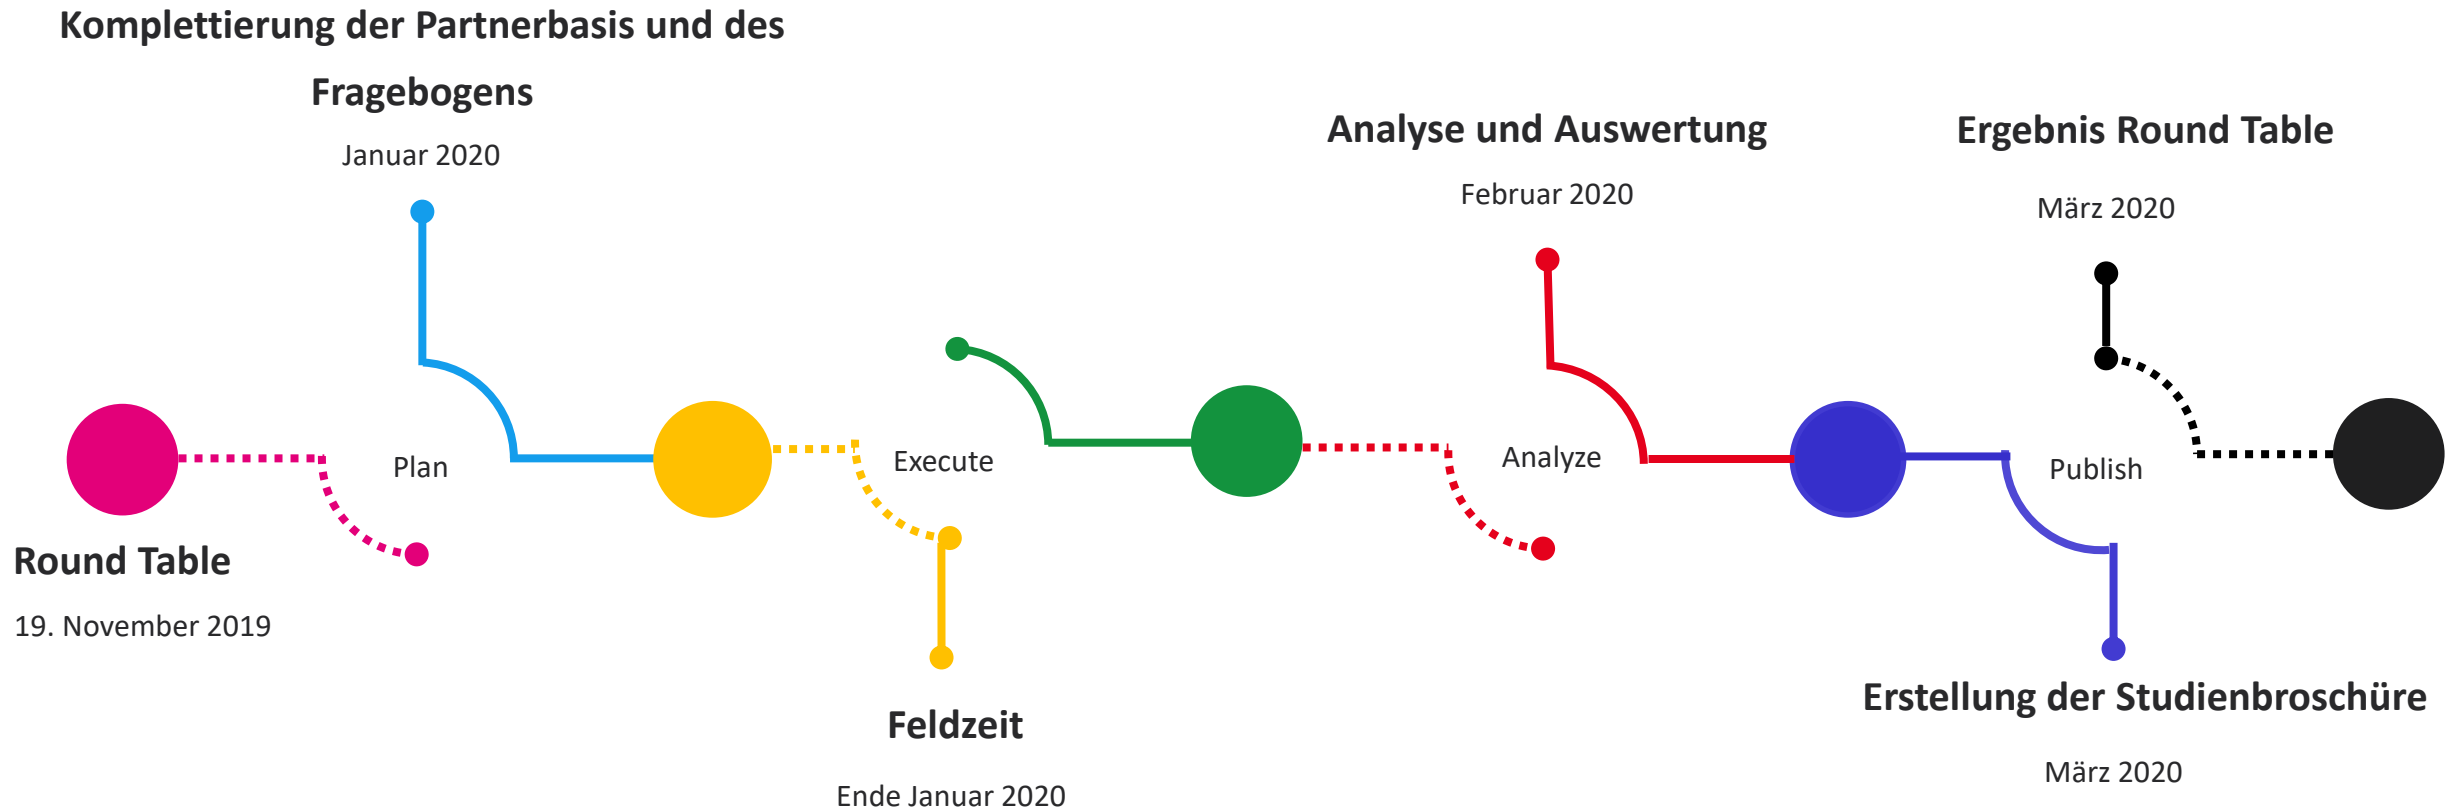 Komplettierung der Partnerbasis und des
Fragebogens
Januar 2020
Analyse und Auswertung
Februar 2020
Ergebnis Round Table
März 2020
Plan
Execute
Analyze
Publish
Round Table
19. November 2019
Feldzeit
Ende Januar 2020
Erstellung der Studienbroschüre
März 2020